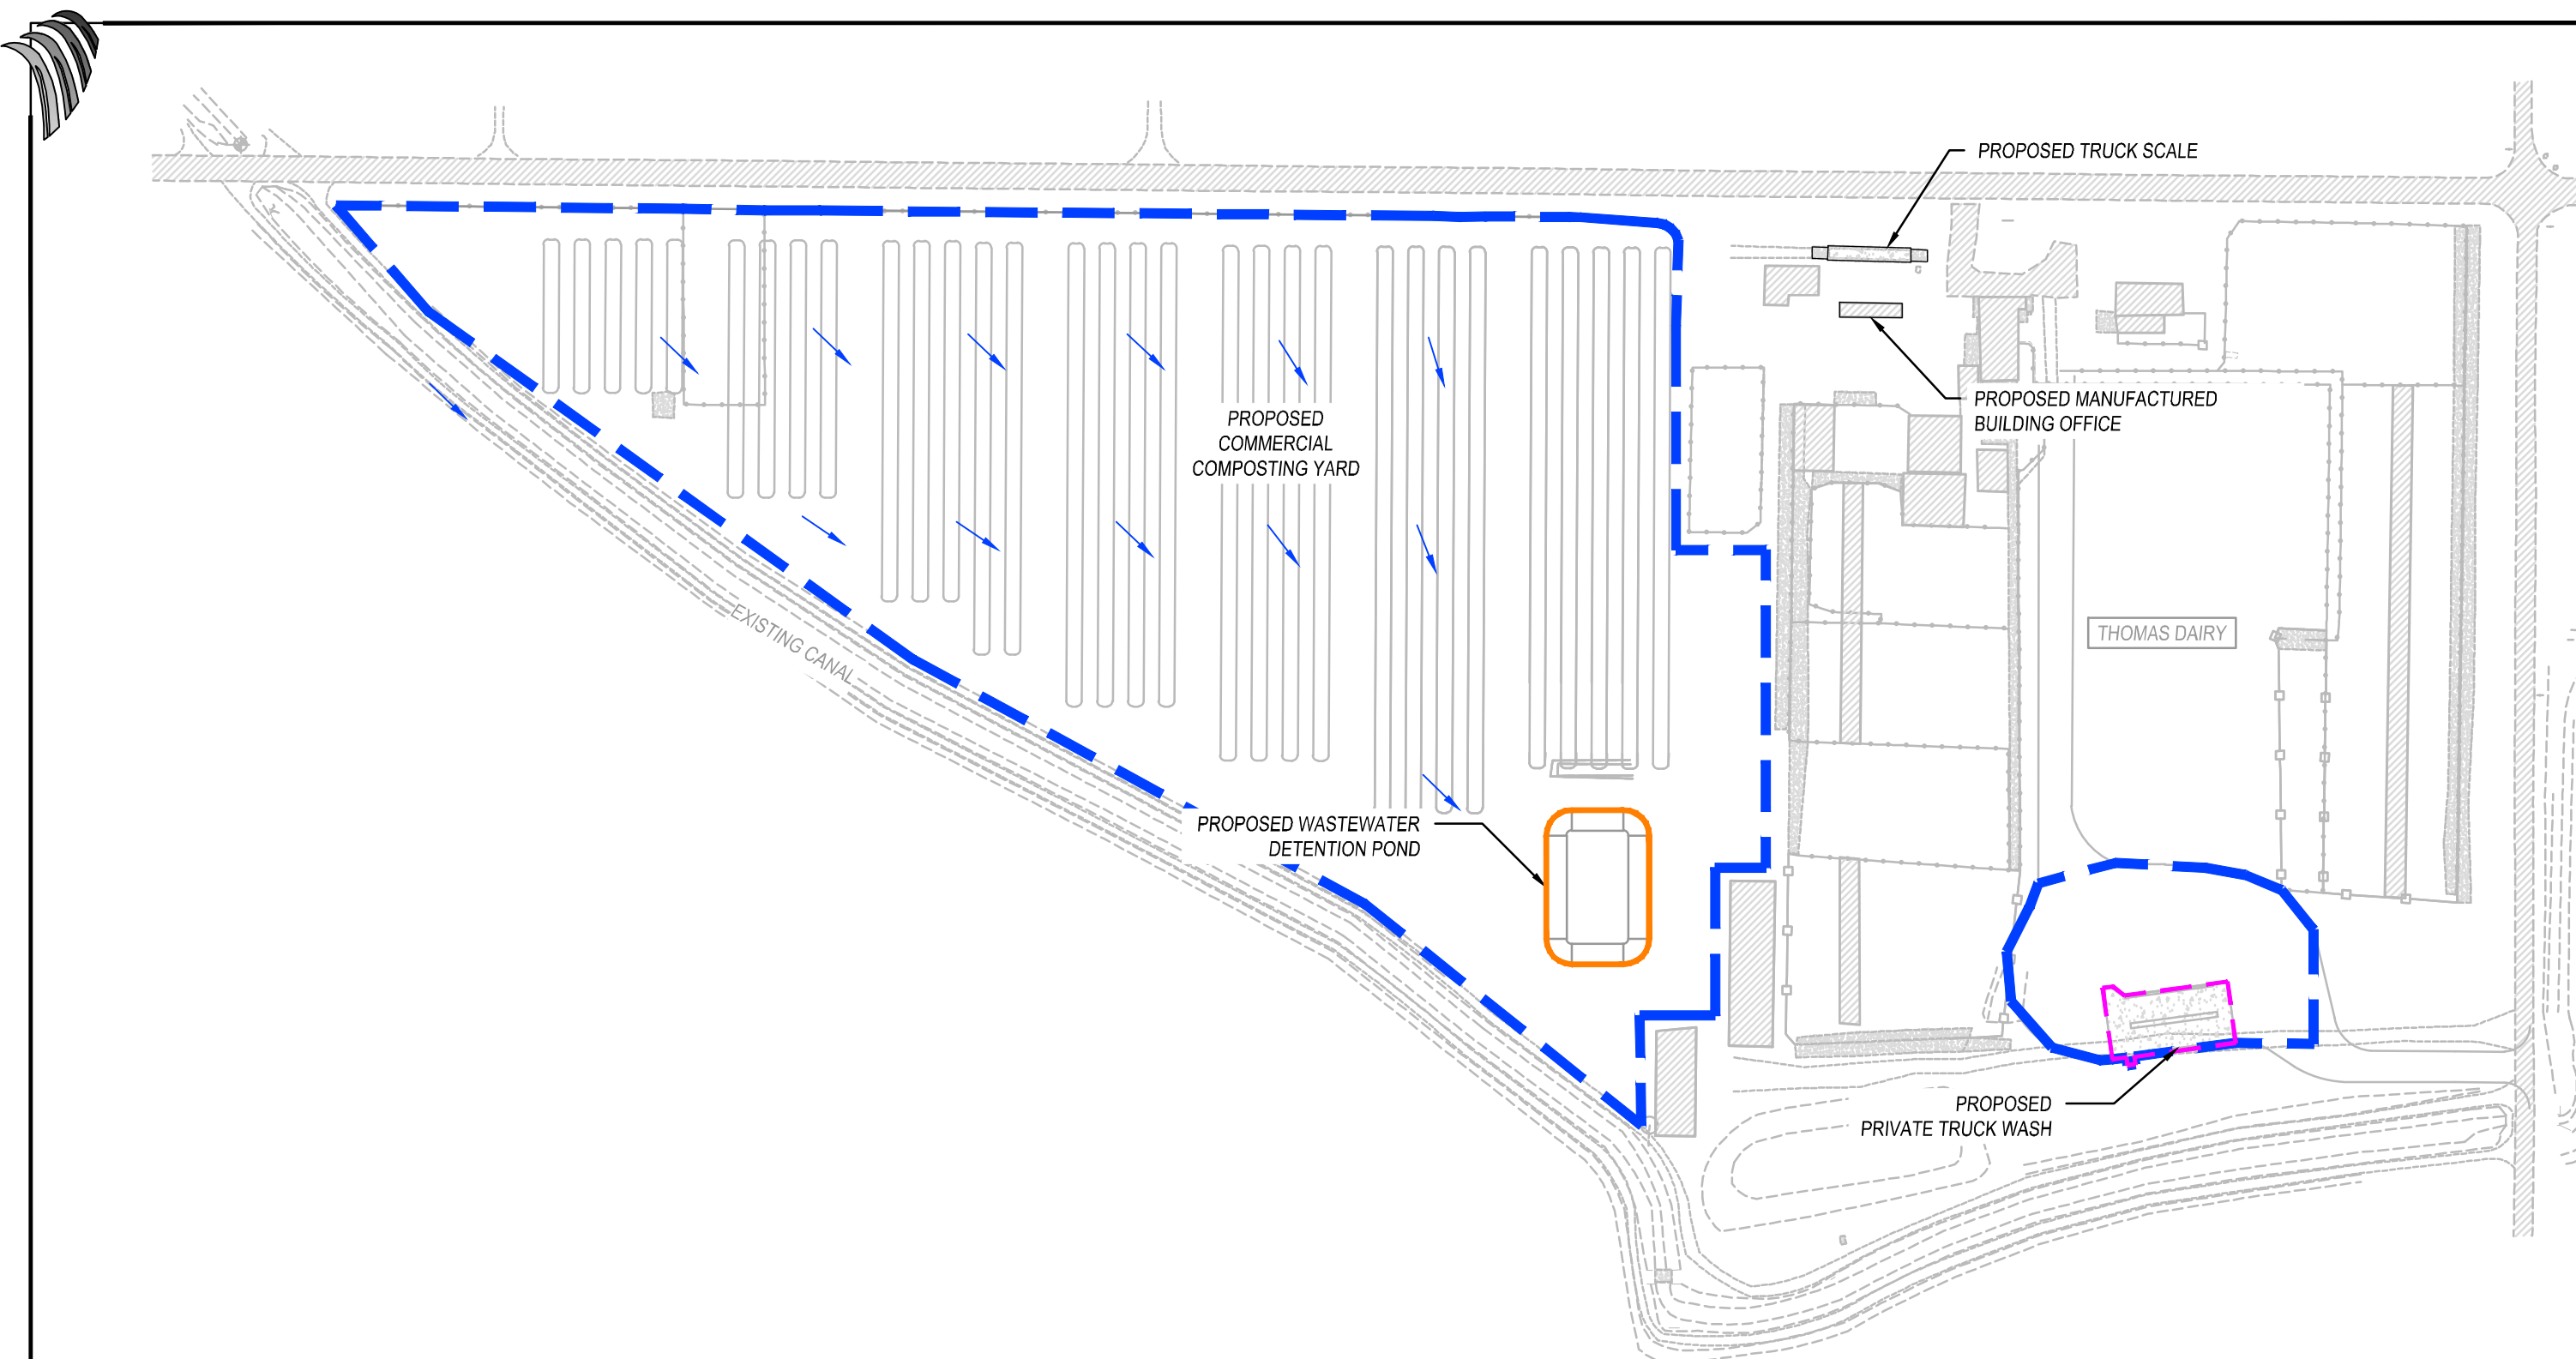 PROPOSED TRUCK SCALE
PROPOSED MANUFACTURED
BUILDING OFFICE
PROPOSED
COMMERCIAL
COMPOSTING YARD
EXISTING CANAL
THOMAS DAIRY
PROPOSED WASTEWATER
DETENTION POND
PROPOSED
PRIVATE TRUCK WASH